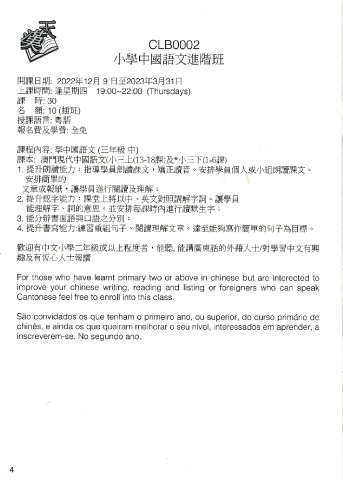 CLB0002
小學中國語文進階班
開課日期: 2022年12月 9 日至2023年3月31日
上課時間: 逢星期四 19:00~22:00 (Thursdays)
課 時: 30
名 額: 10 (插班)
授課語言: 粵語
報名費及學費: 全免
課程內容: 學中國語文 (三年級 中)
課本: 澳門現代中國語文(小三上(13-18課)及*小三下(1-6課)
1. 提升朗讀能力：指導學員朗讀課文，矯正讀音。安排學員個人或小組朗讀課文。
安排簡單的
文章或報紙，讓學員進行閱讀及理解；
2. 提升認字能力：課堂上將以中、英文對照講解字詞。讓學員
能理解字、詞的意思。並安排每課時內進行讀默生字。
3. 能分辨書面語與口語之分別；
4. 提升書寫能力:練習重組句子、閱讀理解文章。達至能夠寫作簡單的句子為目標。
歡迎有中文小學二年級或以上程度者，能聽, 能講廣東話的外籍人士/對學習中文有興
趣及有恆心人士報讀
For those who have learnt primary two or above in chinese but are interected to
improve your chinese writing, reading and listing or foreigners who can speak
Cantonese feel free to enroll into this class.
São convidados os que tenham o primeiro ano, ou superior, do curso primário de
chinês, e ainda os que queiram melhorar o seu nível, interessados em aprender, a
inscreverem-se. No segundo ano.
4